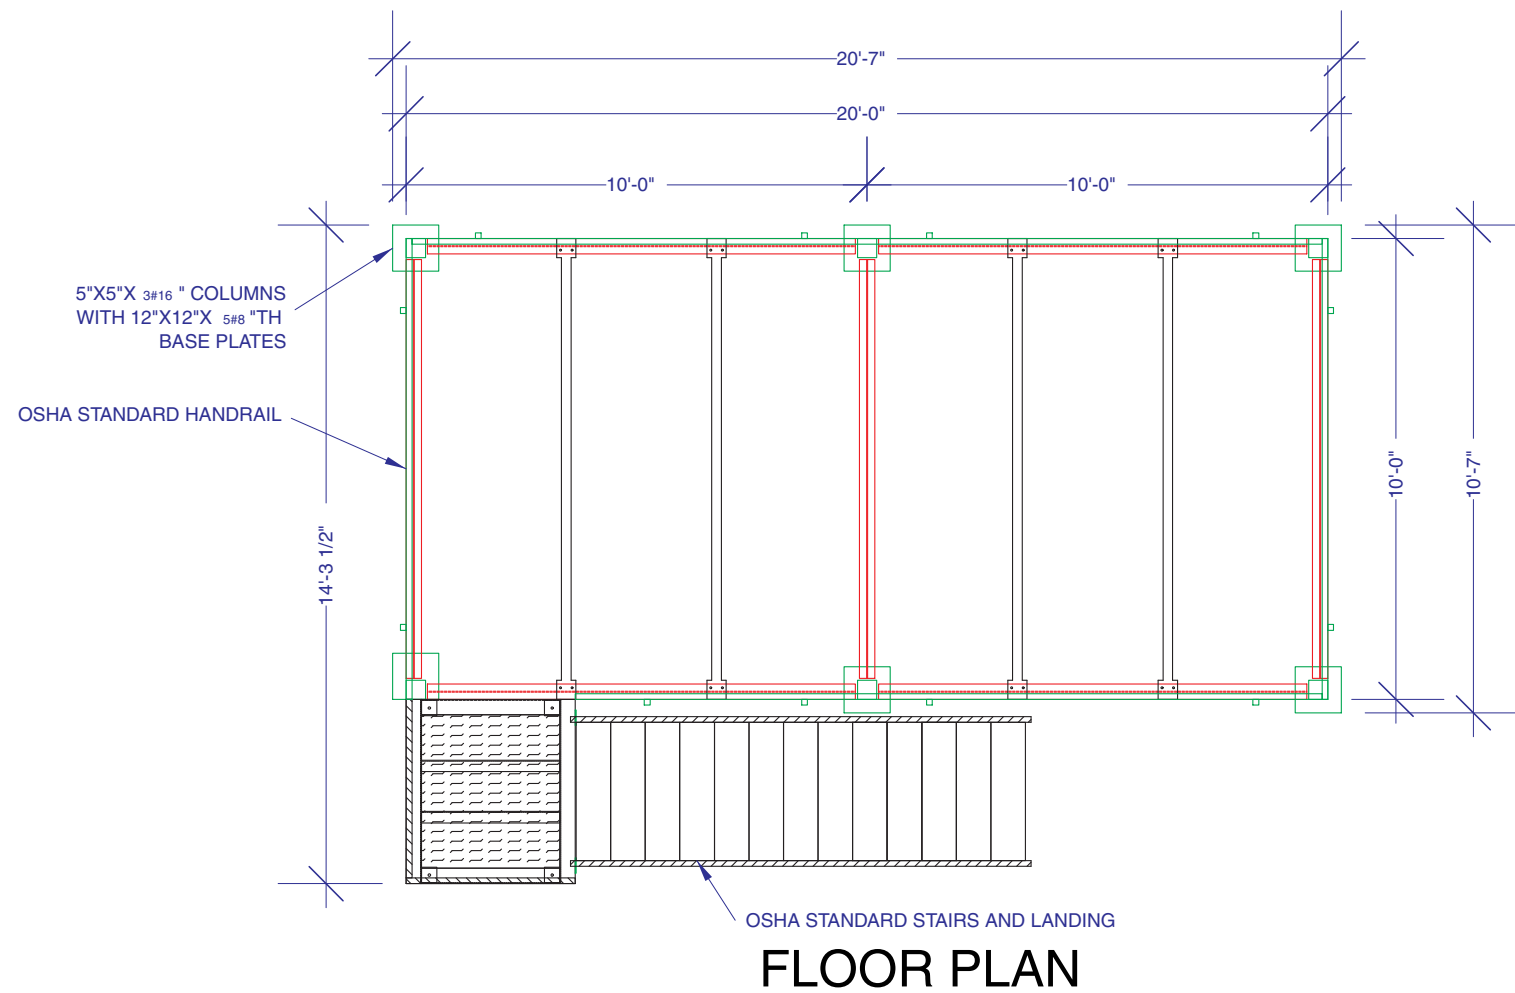 20'-7"
20'-0"
10'-0"
10'-0"
5"X5"X 3#16 " COLUMNS
WITH 12"X12"X 5#8 "TH
BASE PLATES
OSHA STANDARD HANDRAIL
14'-3 1/2"
10'-0"
10'-7"
OSHA STANDARD STAIRS AND LANDING
FLOOR PLAN